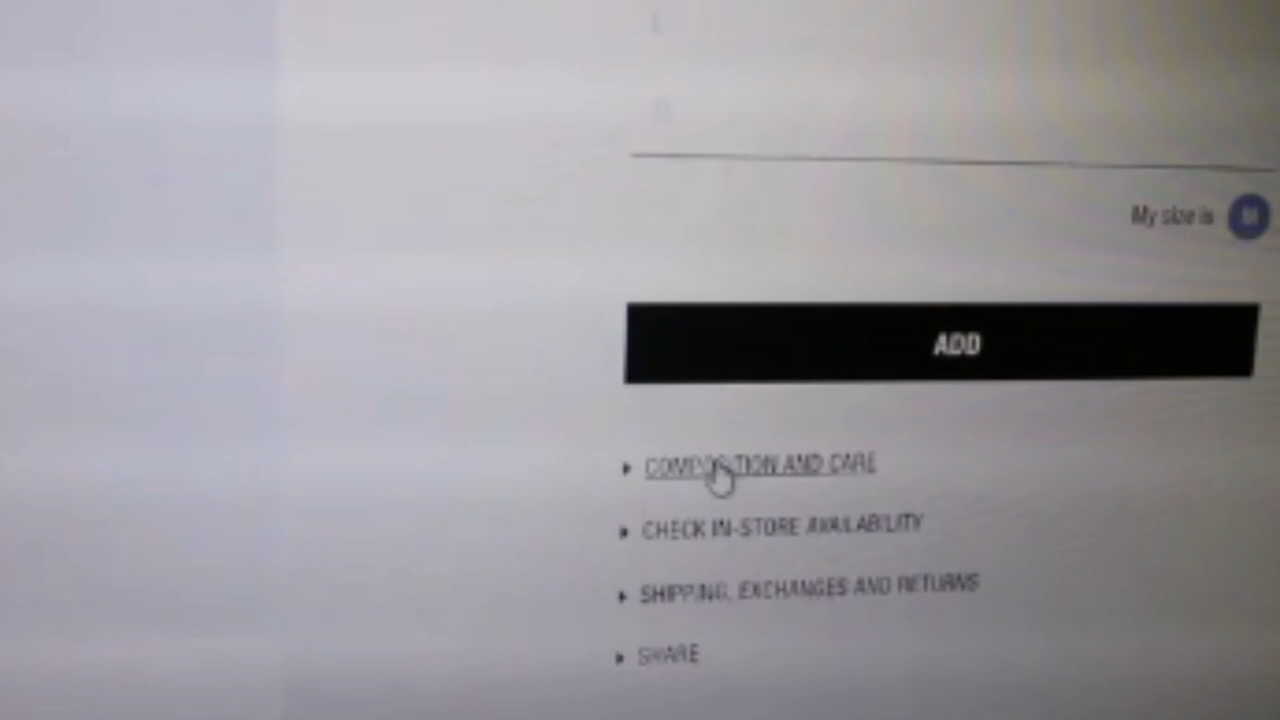 L
My size is M
ADD
COMPOSITION AND CARE
CHECK IN-STORE AVAILABILITY
SHIPPING, EXCHANGES AND RETURNS
SHARE